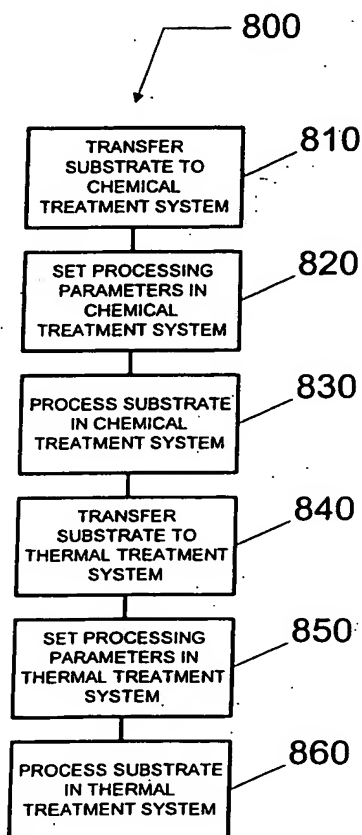 800
TRANSFER
SUBSTRATE TO
CHEMICAL
TREATMENT SYSTEM
810
SET PROCESSING
PARAMETERS IN
CHEMICAL
TREATMENT SYSTEM
820
PROCESS SUBSTRATE
IN CHEMICAL
TREATMENT SYSTEM
830
TRANSFER
SUBSTRATE TO
THERMAL TREATMENT
SYSTEM
840
SET PROCESSING
PARAMETERS IN
THERMAL TREATMENT
SYSTEM
850
PROCESS SUBSTRATE
IN THERMAL
TREATMENT SYSTEM
860